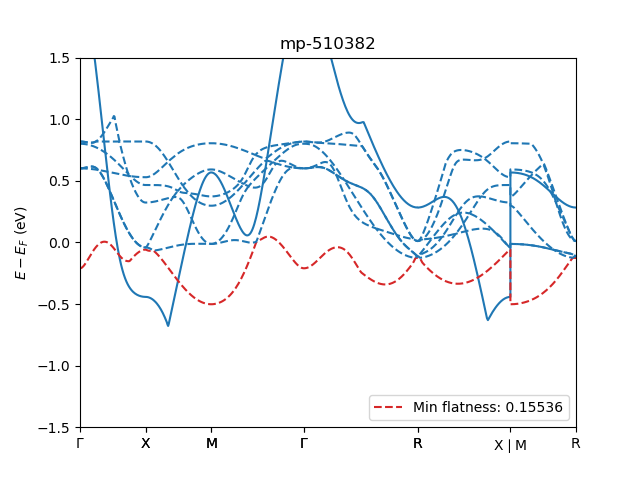 mp-510382
1.5
1.0
0.5
0.0
−0.5
−1.0
−1.5
E − E_F (eV)
Min flatness: 0.15536
Γ X M Γ R X | M R